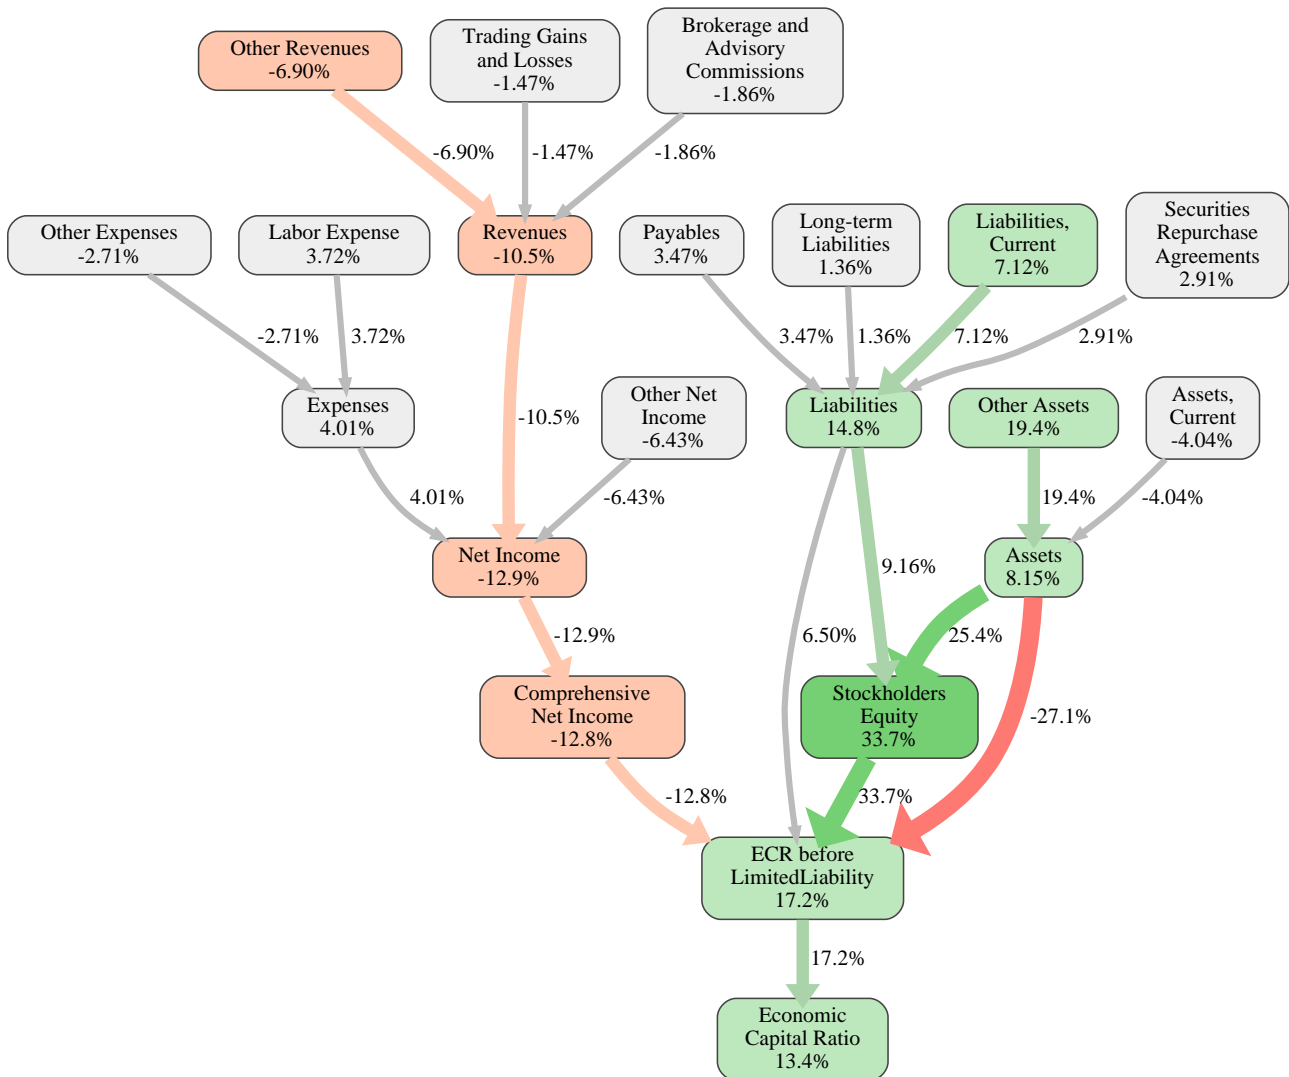 Other Revenues
-6.90%
Trading Gains
and Losses
-1.47%
Brokerage and
Advisory
Commissions
-1.86%
-6.90%
-1.47%
-1.86%
Other Expenses
-2.71%
Labor Expense
3.72%
Revenues
-10.5%
Payables
3.47%
Long-term
Liabilities
1.36%
Liabilities,
Current
7.12%
Securities
Repurchase
Agreements
2.91%
-2.71%
3.72%
3.47%
1.36%
7.12%
2.91%
Expenses
4.01%
-10.5%
Other Net
Income
-6.43%
Liabilities
14.8%
Other Assets
19.4%
Assets,
Current
-4.04%
4.01%
-6.43%
19.4%
-4.04%
Net Income
-12.9%
9.16%
Assets
8.15%
-12.9%
6.50%
25.4%
Comprehensive
Net Income
-12.8%
Stockholders
Equity
33.7%
-27.1%
-12.8%
33.7%
ECR before
LimitedLiability
17.2%
17.2%
Economic
Capital Ratio
13.4%